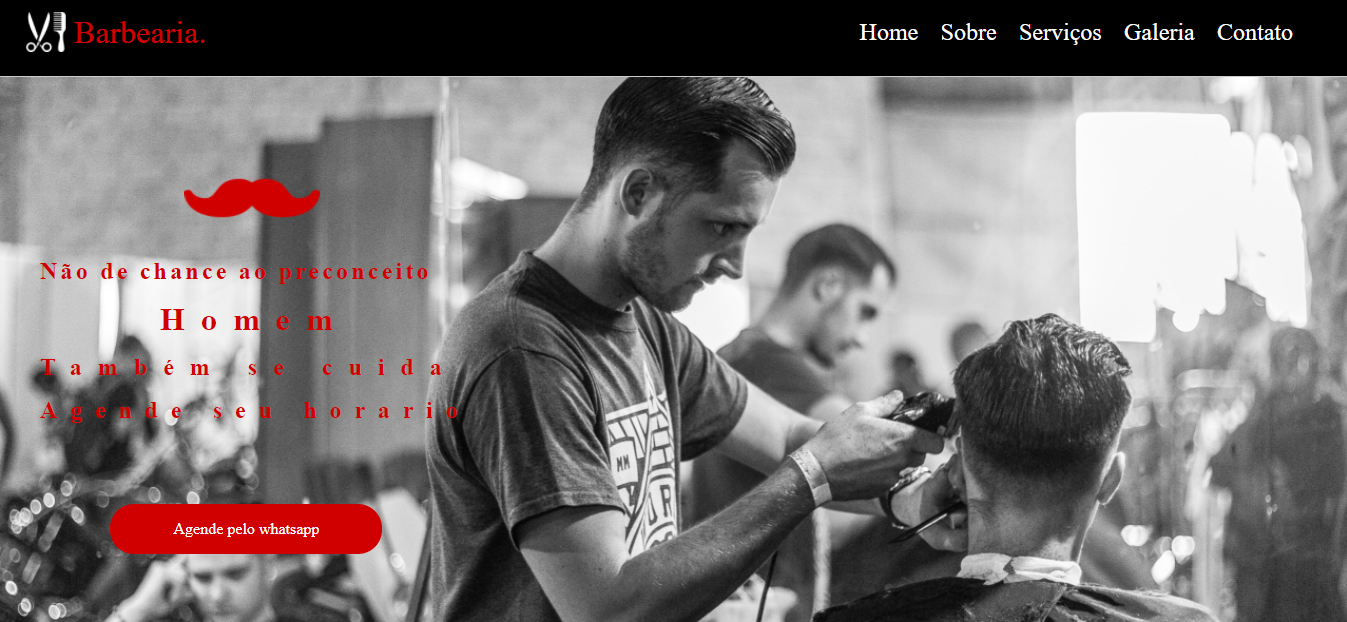 Barbearia.
Home Sobre Serviços Galeria Contato
Não de chance ao preconceito
Homem
Também se cuida
Agende seu horario
MM
Agende pelo whatsapp